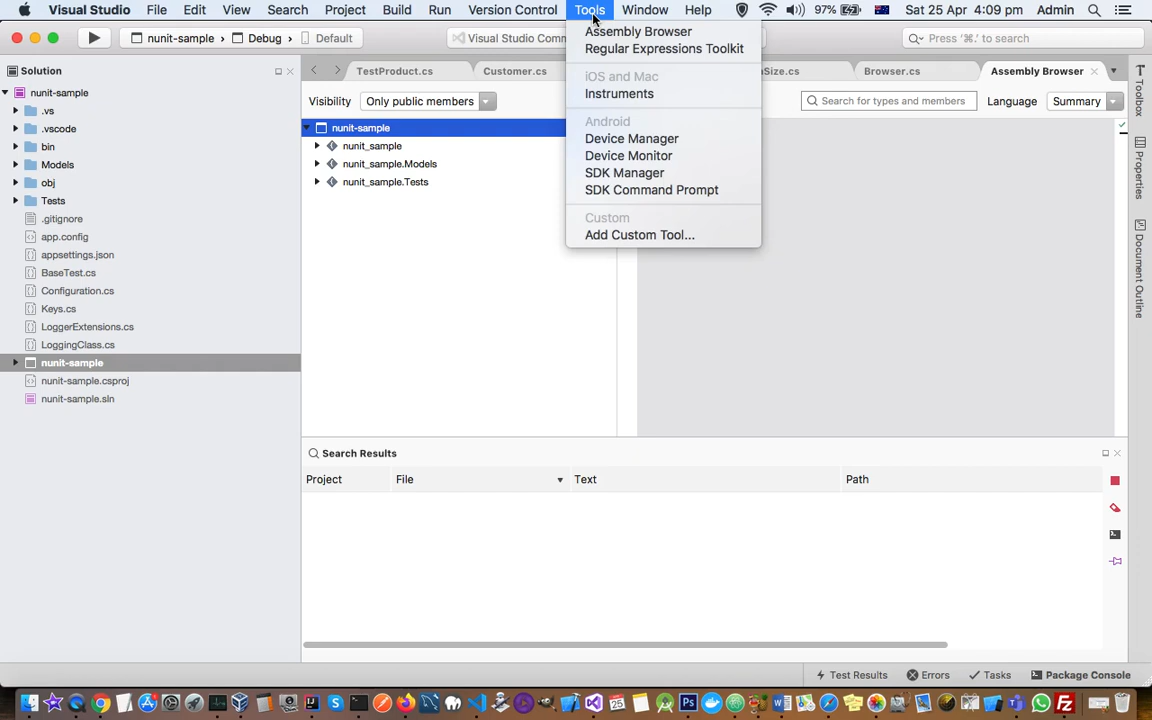 Visual Studio File Edit View Search Project Build Run Version Control Tools Window Help 97% Sat 25 Apr 4:09 pm Admin
nunit-sample › Debug › Default Visual Studio Comm Press ‘⌘.’ to search
Solution
nunit-sample
.vs
.vscode
bin
Models
obj
Tests
.gitignore
app.config
appsettings.json
BaseTest.cs
Configuration.cs
Keys.cs
LoggerExtensions.cs
LoggingClass.cs
nunit-sample
nunit-sample.csproj
nunit-sample.sln
TestProduct.cs Customer.cs Size.cs Browser.cs Assembly Browser
Visibility Only public members Search for types and members Language Summary
nunit-sample
nunit_sample
nunit_sample.Models
nunit_sample.Tests
Assembly Browser
Regular Expressions Toolkit
iOS and Mac
Instruments
Android
Device Manager
Device Monitor
SDK Manager
SDK Command Prompt
Custom
Add Custom Tool...
Toolbox
Properties
Document Outline
Search Results
Project File Text Path
Test Results Errors Tasks Package Console